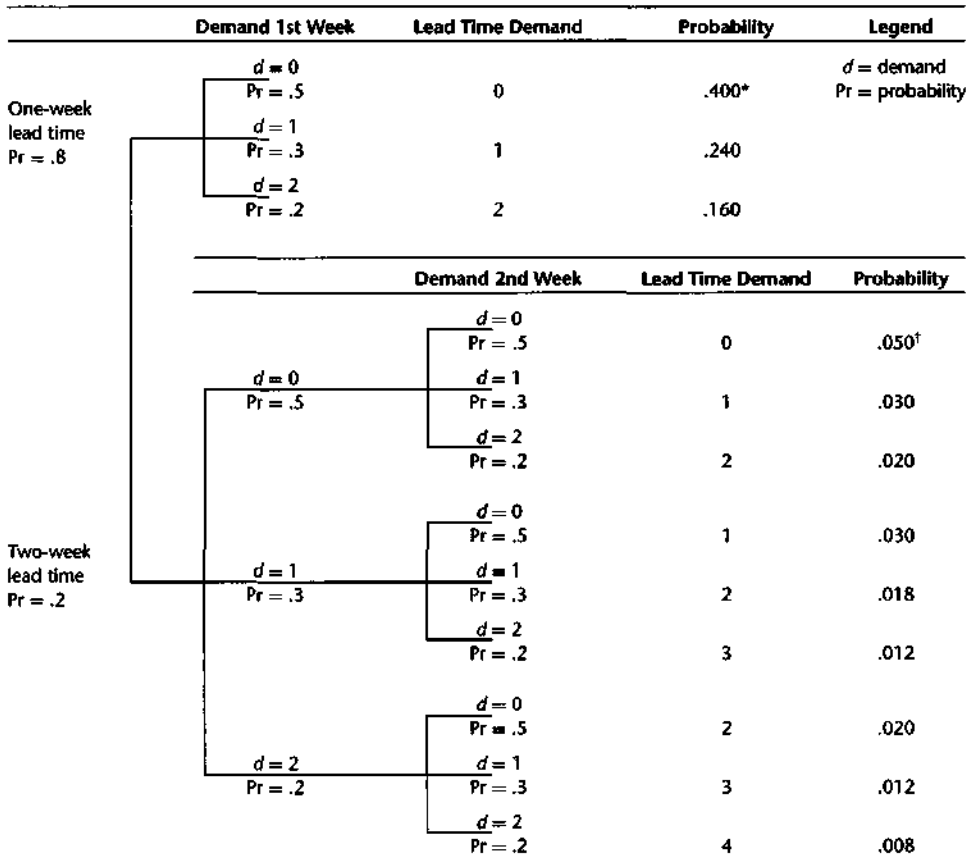 Demand 1st Week Lead Time Demand Probability Legend
d = 0 d = demand
Pr = .5 0 .400* Pr = probability
One-week
lead time
Pr = .8
d = 1
Pr = .3 1 .240
d = 2
Pr = .2 2 .160
Demand 2nd Week Lead Time Demand Probability
d = 0
Pr = .5 0 .050†
d = 0 d = 1
Pr = .5 Pr = .3 1 .030
d = 2
Pr = .2 2 .020
d = 0
Pr = .5 1 .030
Two-week
lead time
Pr = .2
d = 1 d = 1
Pr = .3 Pr = .3 2 .018
d = 2
Pr = .2 3 .012
d = 0
Pr = .5 2 .020
d = 2 d = 1
Pr = .2 Pr = .3 3 .012
d = 2
Pr = .2 4 .008